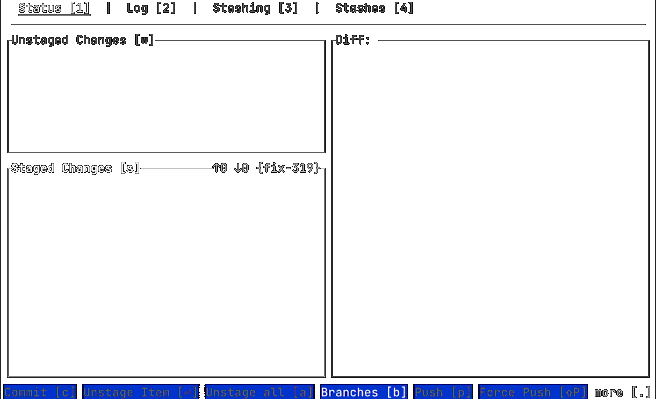 Status [1] | Log [2] | Stashing [3] | Stashes [4]
Unstaged Changes [w]
Diff:
Staged Changes [s] ↑0 ↓0 {fix-319}
Commit [c] Unstage Item [⏎] Unstage all [a] Branches [b] Push [p] Force Push [⇧P] more [.]